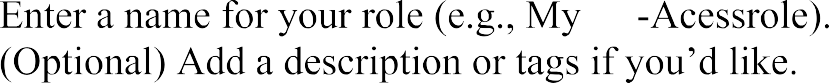 Enter a name for your role (e.g., My -Acessrole).
(Optional) Add a description or tags if you’d like.